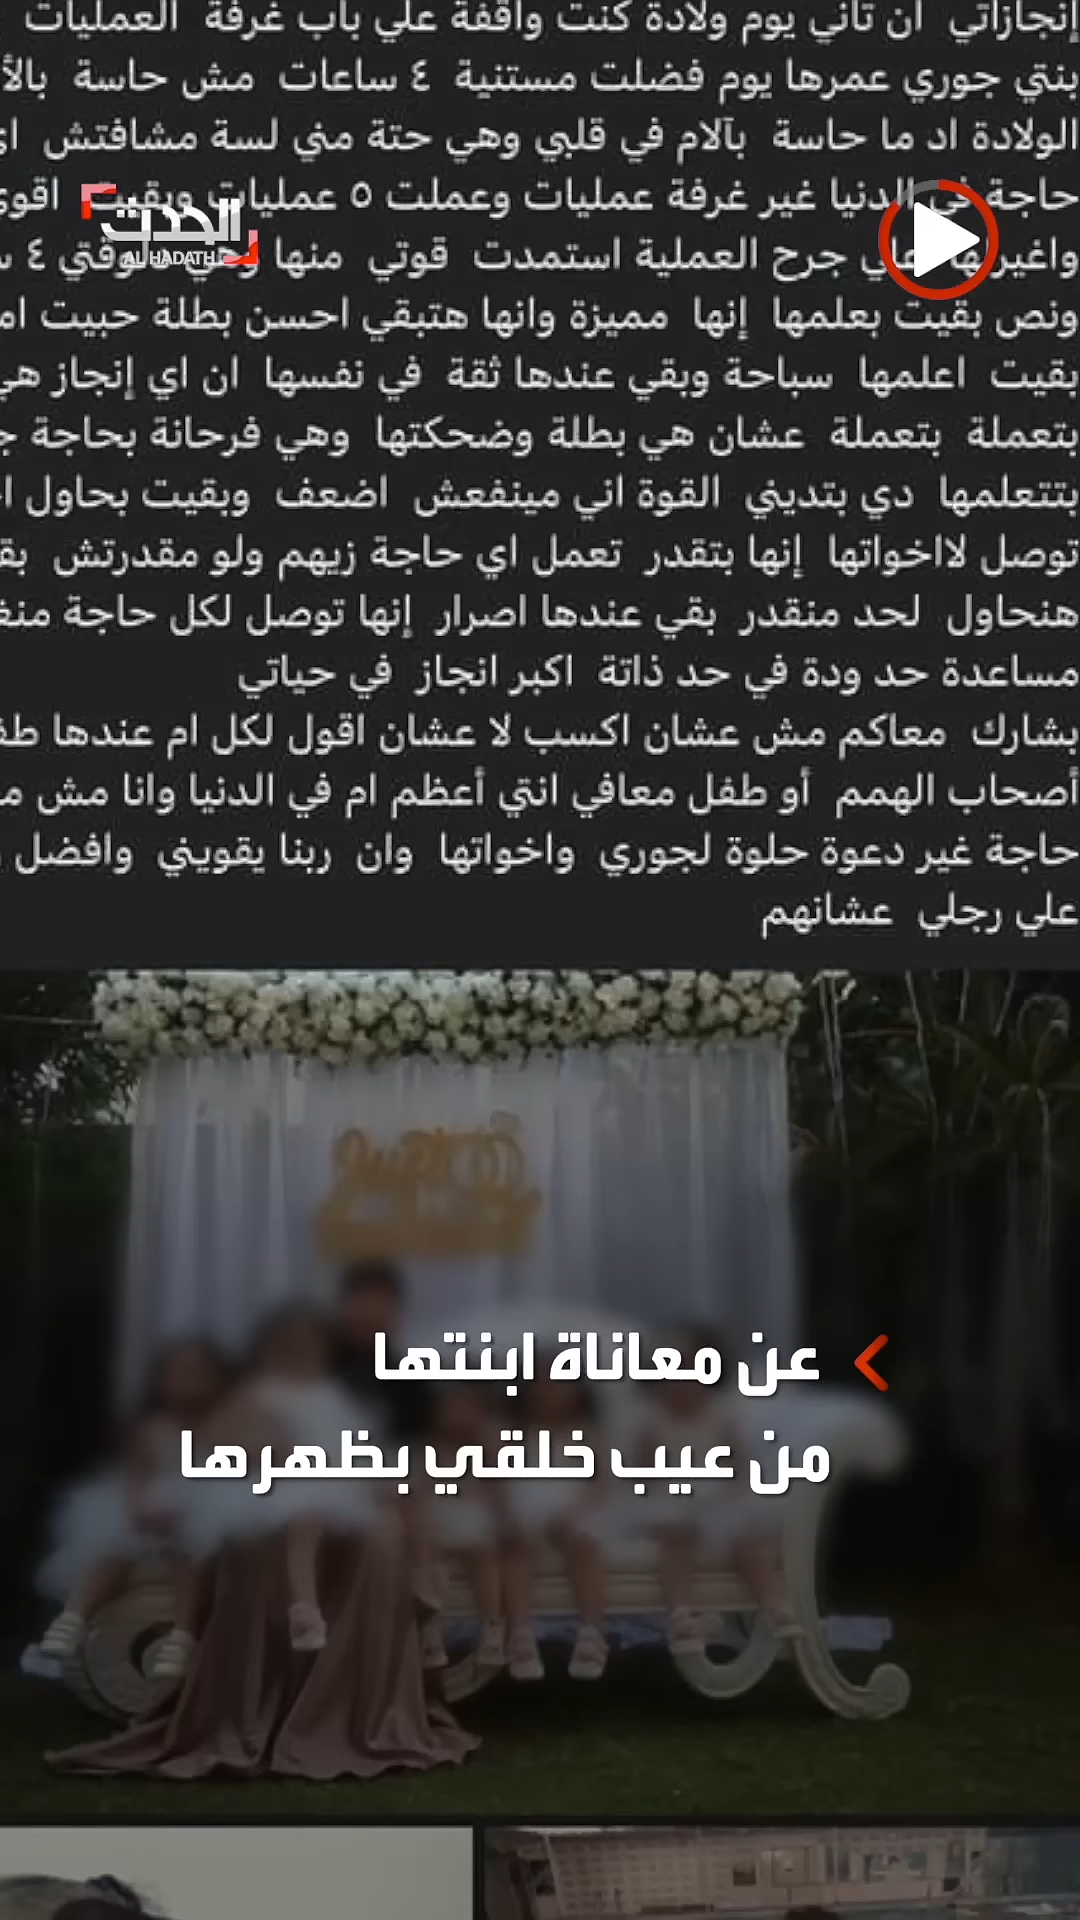 إنجازاتي ان تاني يوم ولادة كنت واقفة علي باب غرفة العمليات
بنتي جوري عمرها يوم فضلت مستنية ٤ ساعات مش حاسة
الولادة اد ما حاسة بآلام في قلبي وهي حتة مني لسة مشافتش
حاجة في الدنيا غير غرفة عمليات وعملت ٥ عمليات وبقيت اقوي
الحدث
AL HADATH
واغيرلها علي جرح العملية استمدت قوتي منها وهي دلوقتي ٤
ونص بقيت بعلمها إنها مميزة وانها هتبقي احسن بطلة حبيت
بقيت اعلمها سباحة وبقي عندها ثقة في نفسها ان اي إنجاز هي
بتعملة بتعملة عشان هي بطلة وضحكتها وهي فرحانة بحاجة
بتتعلمها دي بتديني القوة اني مينفعش اضعف وبقيت بحاول
توصل لااخواتها إنها بتقدر تعمل اي حاجة زيهم ولو مقدرتش
هنحاول لحد منقدر بقي عندها اصرار إنها توصل لكل حاجة
مساعدة حد ودة في حد ذاتة اكبر انجاز في حياتي
بشارك معاكم مش عشان اكسب لا عشان اقول لكل ام عندها
أصحاب الهمم أو طفل معافي انتي أعظم ام في الدنيا وانا مش
حاجة غير دعوة حلوة لجوري واخواتها وان ربنا يقويني وافضل
علي رجلي عشانهم
عن معاناة ابنتها
من عيب خلقي بظهرها